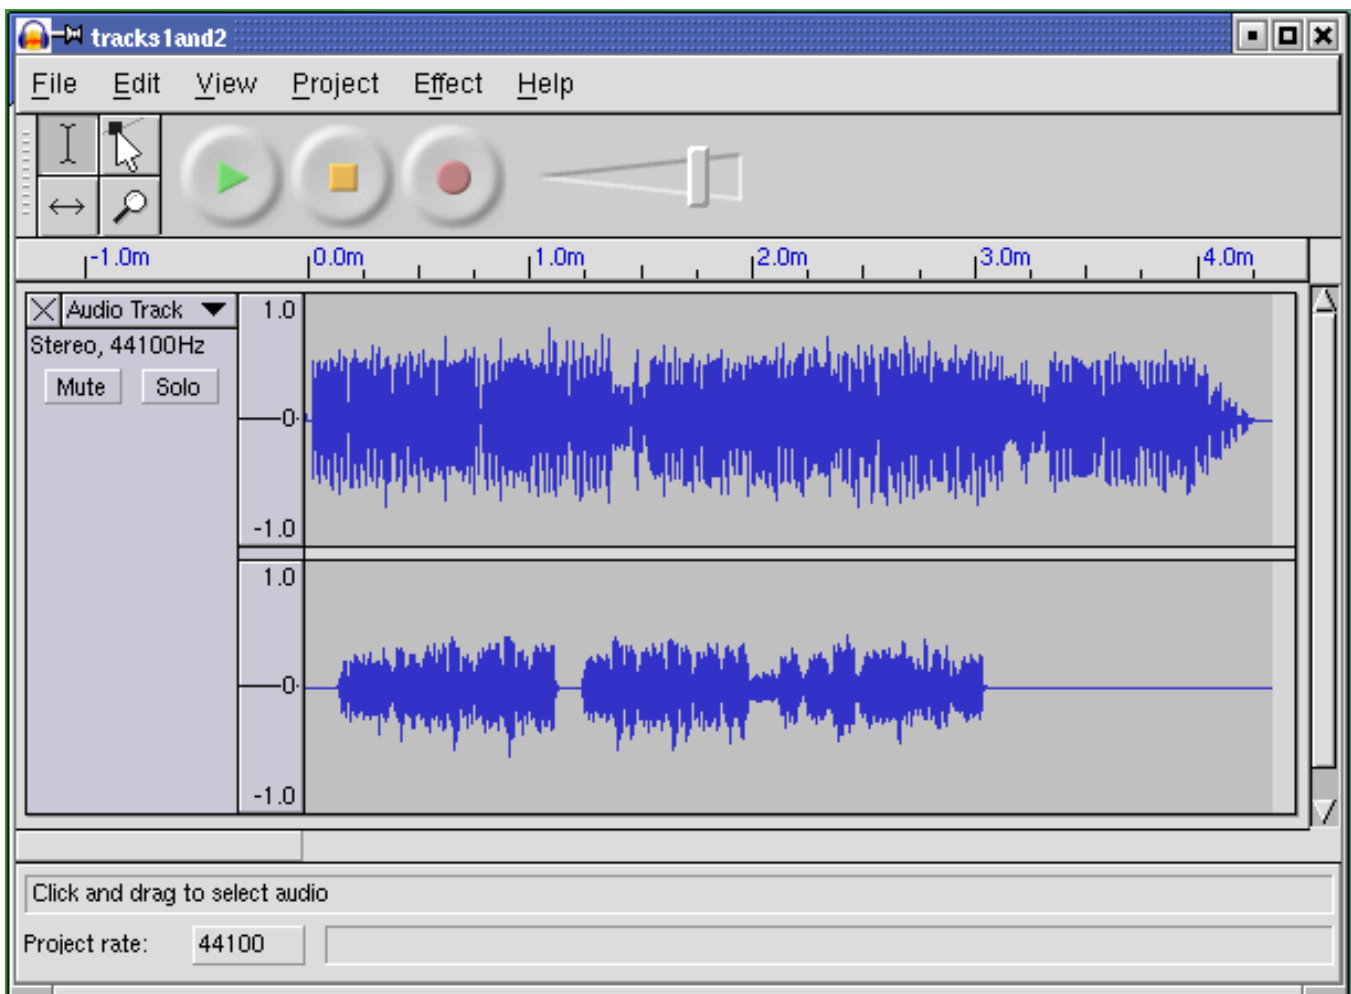 tracks1and2
File Edit View Project Effect Help
-1.0m 0.0m 1.0m 2.0m 3.0m 4.0m
Audio Track 1.0
Stereo, 44100Hz
Mute Solo
0
-1.0
1.0
0
-1.0
Click and drag to select audio
Project rate: 44100